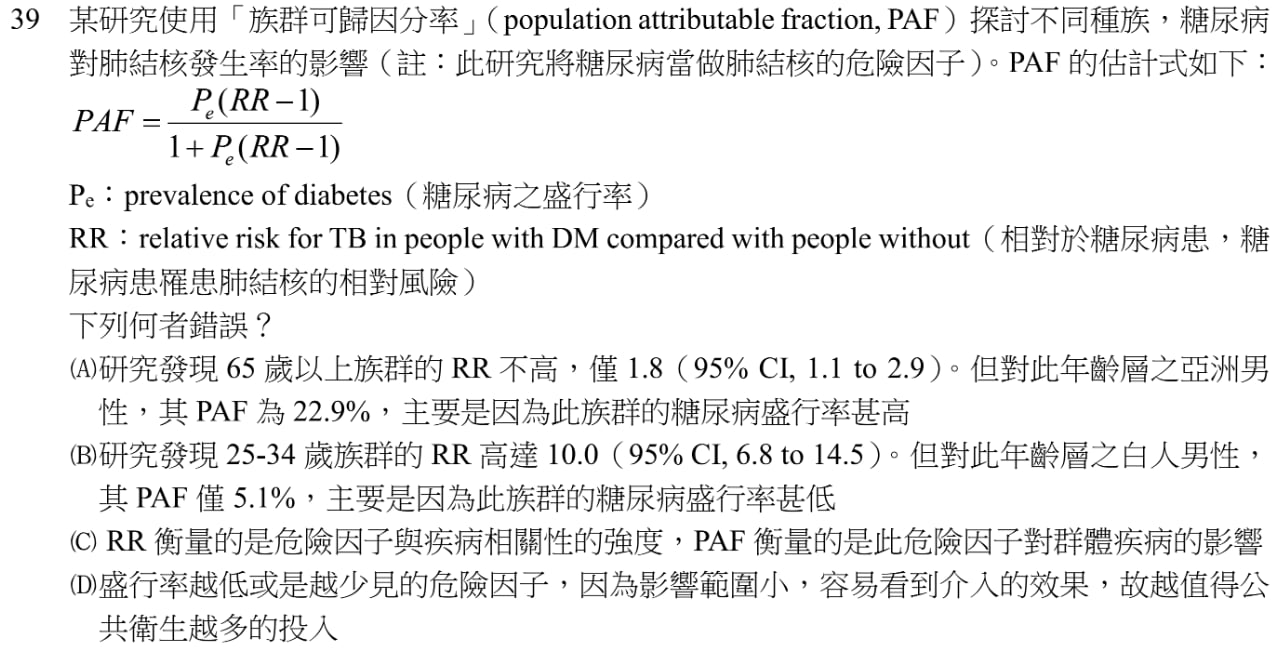 39 某研究使用「族群可歸因分率」（population attributable fraction, PAF）探討不同種族，糖尿病
對肺結核發生率的影響（註：此研究將糖尿病當做肺結核的危險因子）。PAF 的估計式如下：
PAF = Pe(RR－1) / 1＋Pe(RR－1)
Pe：prevalence of diabetes（糖尿病之盛行率）
RR：relative risk for TB in people with DM compared with people without（相對於糖尿病患，糖
尿病患罹患肺結核的相對風險）
下列何者錯誤？
(A)研究發現 65 歲以上族群的 RR 不高，僅 1.8（95% CI, 1.1 to 2.9）。但對此年齡層之亞洲男
性，其 PAF 為 22.9%，主要是因為此族群的糖尿病盛行率甚高
(B)研究發現 25-34 歲族群的 RR 高達 10.0（95% CI, 6.8 to 14.5）。但對此年齡層之白人男性，
其 PAF 僅 5.1%，主要是因為此族群的糖尿病盛行率甚低
(C) RR 衡量的是危險因子與疾病相關性的強度，PAF 衡量的是此危險因子對群體疾病的影響
(D)盛行率越低或是越少見的危險因子，因為影響範圍小，容易看到介入的效果，故越值得公
共衛生越多的投入